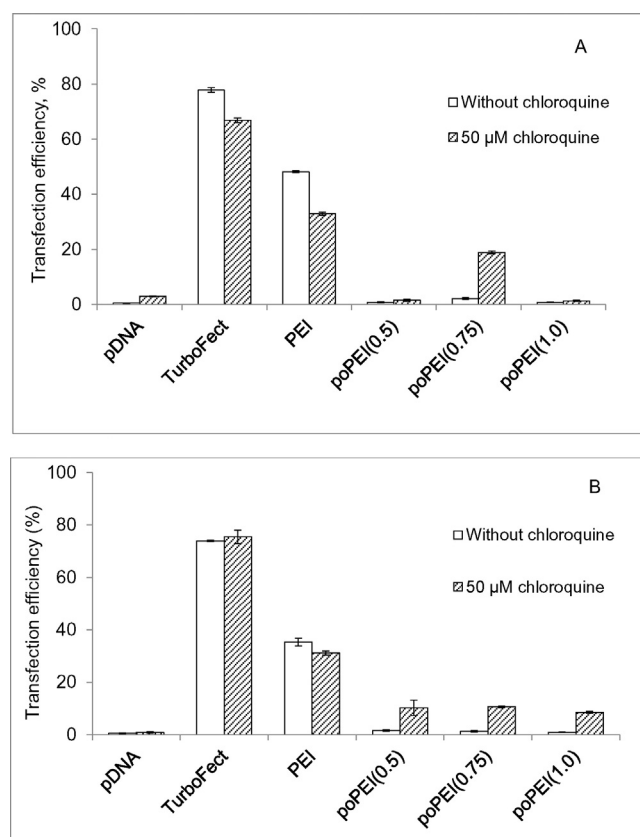 A
Transfection efficiency, %
100
80
60
40
20
0
Without chloroquine
50 µM chloroquine
pDNA
TurboFect
PEI
poPEI(0.5)
poPEI(0.75)
poPEI(1.0)
B
Transfection efficiency (%)
100
80
60
40
20
0
Without chloroquine
50 µM chloroquine
pDNA
TurboFect
PEI
poPEI(0.5)
poPEI(0.75)
poPEI(1.0)